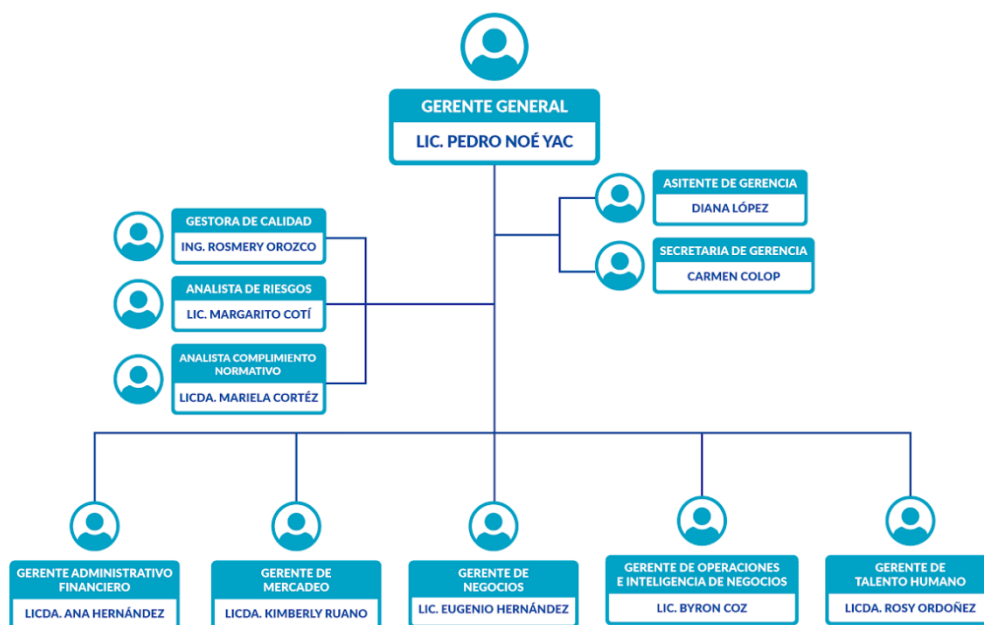 GERENTE GENERAL
LIC. PEDRO NOÉ YAC
ASITENTE DE GERENCIA
DIANA LÓPEZ
SECRETARIA DE GERENCIA
CARMEN COLOP
GESTORA DE CALIDAD
ING. ROSMERY OROZCO
ANALISTA DE RIESGOS
LIC. MARGARITO COTÍ
ANALISTA COMPLIMIENTO
NORMATIVO
LICDA. MARIELA CORTÉZ
GERENTE ADMINISTRATIVO
FINANCIERO
LICDA. ANA HERNÁNDEZ
GERENTE DE
MERCADEO
LICDA. KIMBERLY RUANO
GERENTE DE
NEGOCIOS
LIC. EUGENIO HERNÁNDEZ
GERENTE DE OPERACIONES
E INTELIGENCIA DE NEGOCIOS
LIC. BYRON COZ
GERENTE DE
TALENTO HUMANO
LICDA. ROSY ORDOÑEZ